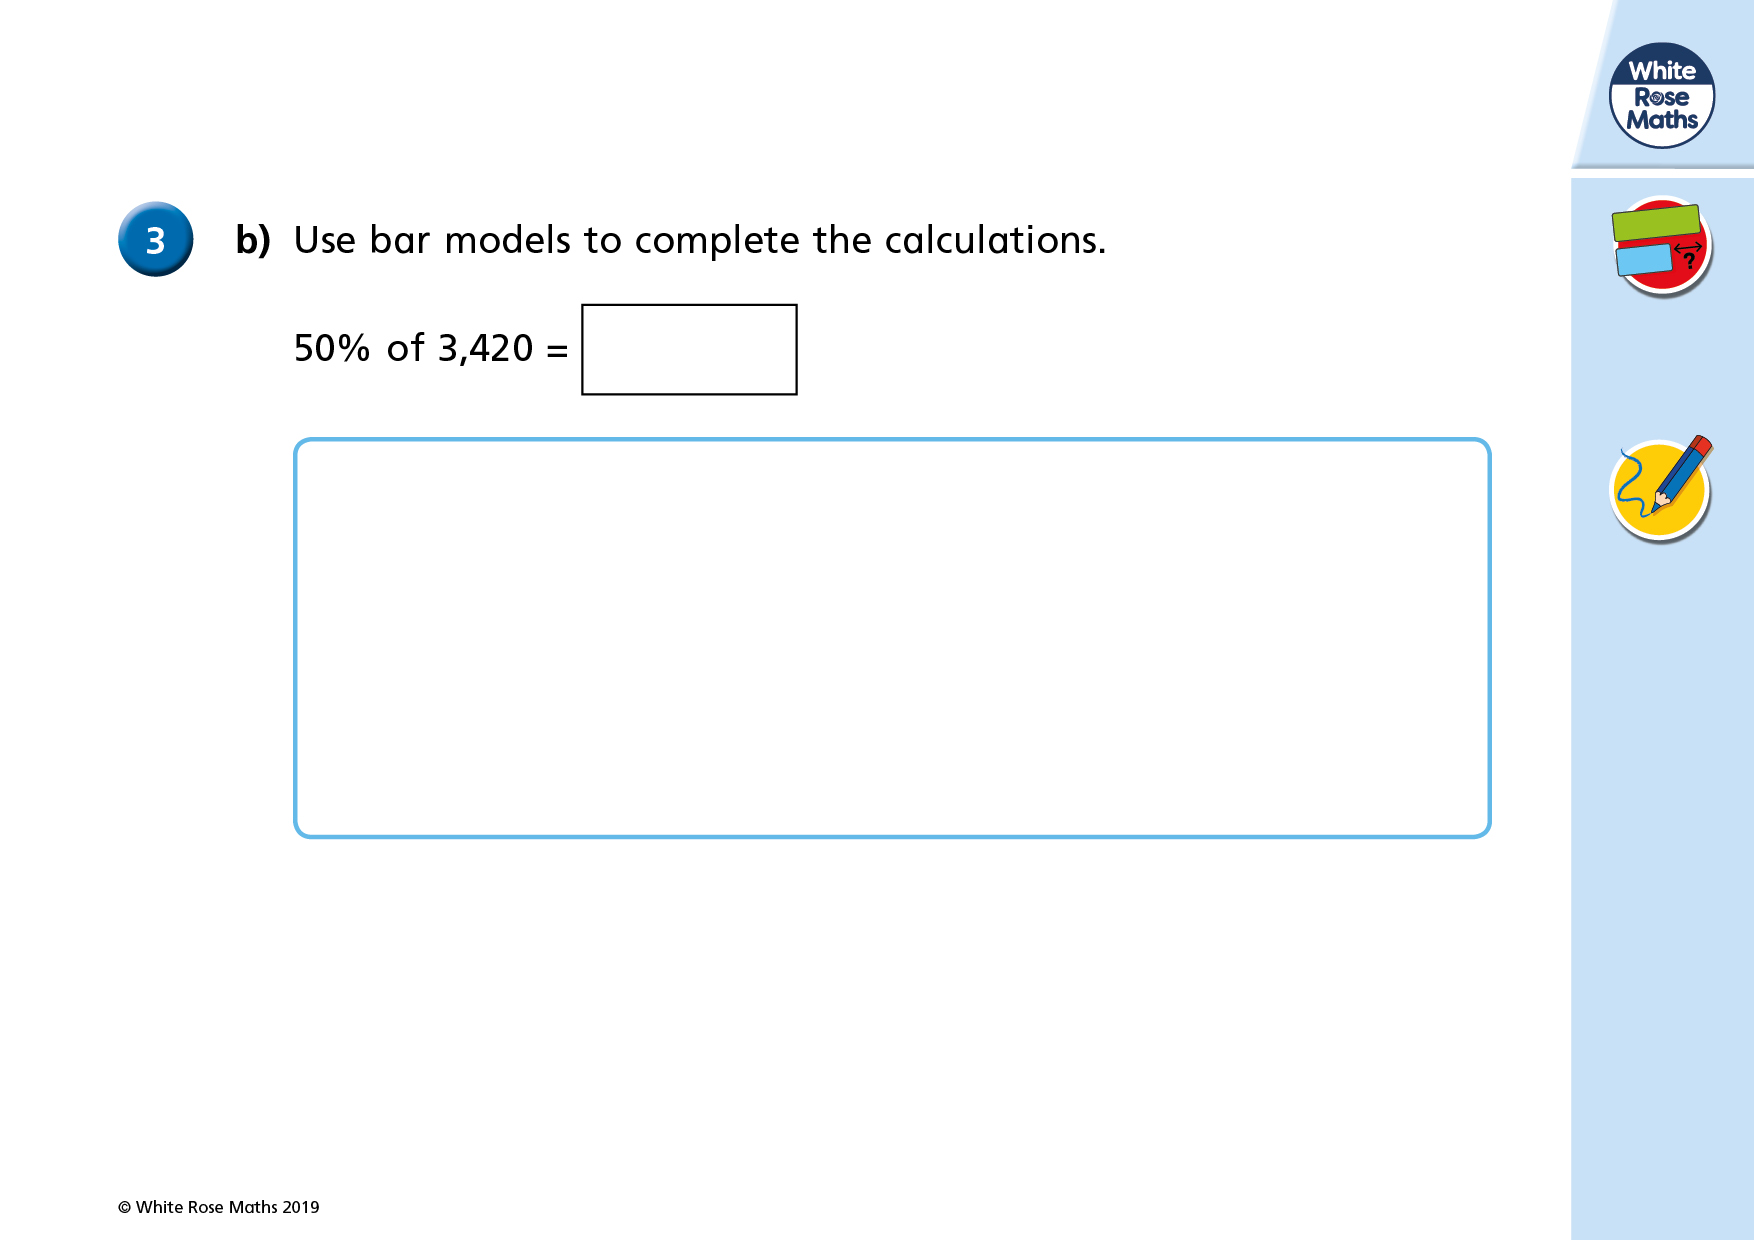 White
Rose
Maths
3 b) Use bar models to complete the calculations.
50% of 3,420 =
?
© White Rose Maths 2019